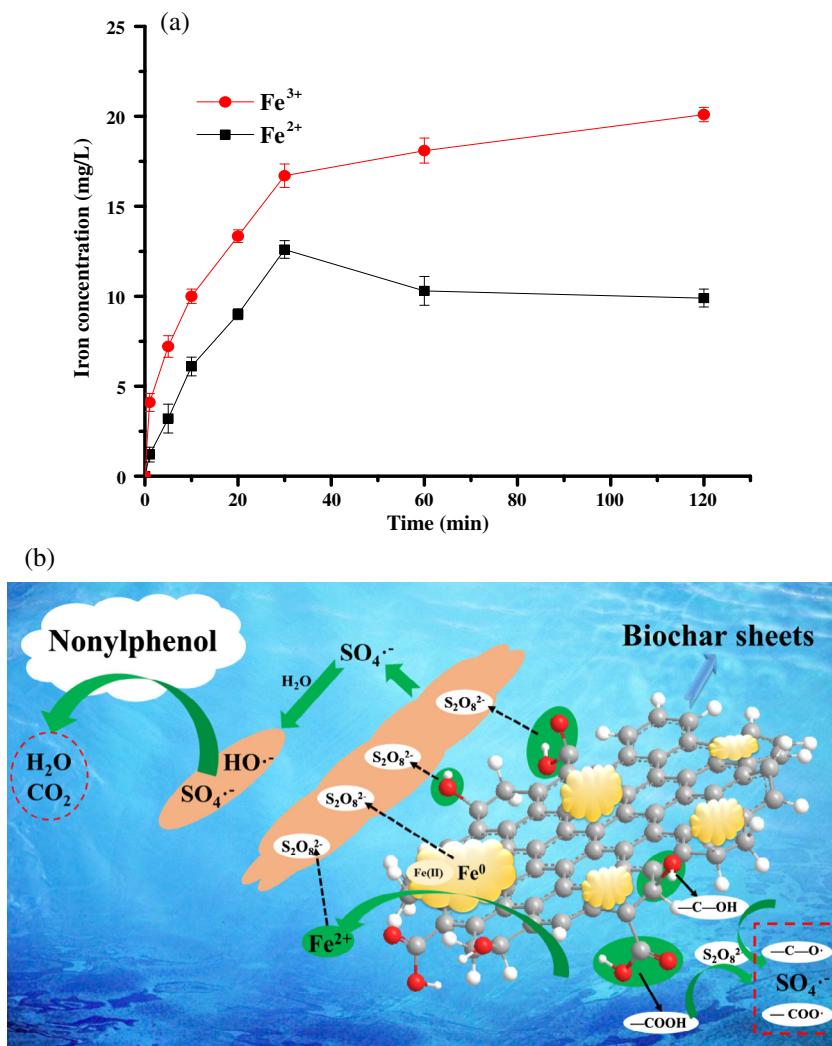 (a)
25
20
15
10
5
0
Iron concentration (mg/L)
Fe³⁺
Fe²⁺
0 20 40 60 80 100 120
Time (min)
(b)
Nonylphenol
SO₄·⁻
Biochar sheets
H₂O
S₂O₈²⁻
H₂O
CO₂
HO·⁻
SO₄·⁻
S₂O₈²⁻
S₂O₈²⁻
S₂O₈²⁻
Fe(II) Fe⁰
Fe²⁺
—C—OH
S₂O₈²
—C—O·
SO₄·⁻
—COOH
— COO·